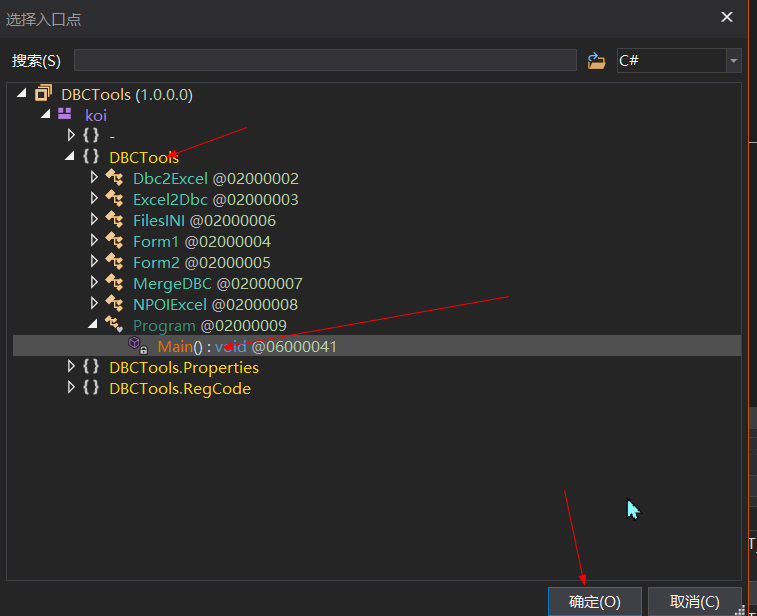 选择入口点
搜索(S) C#
DBCTools (1.0.0.0)
koi
{ } -
{ } DBCTools
Dbc2Excel @02000002
Excel2Dbc @02000003
FilesINI @02000006
Form1 @02000004
Form2 @02000005
MergeDBC @02000007
NPOIExcel @02000008
Program @02000009
Main() : void @06000041
{ } DBCTools.Properties
{ } DBCTools.RegCode
确定(O) 取消(C)